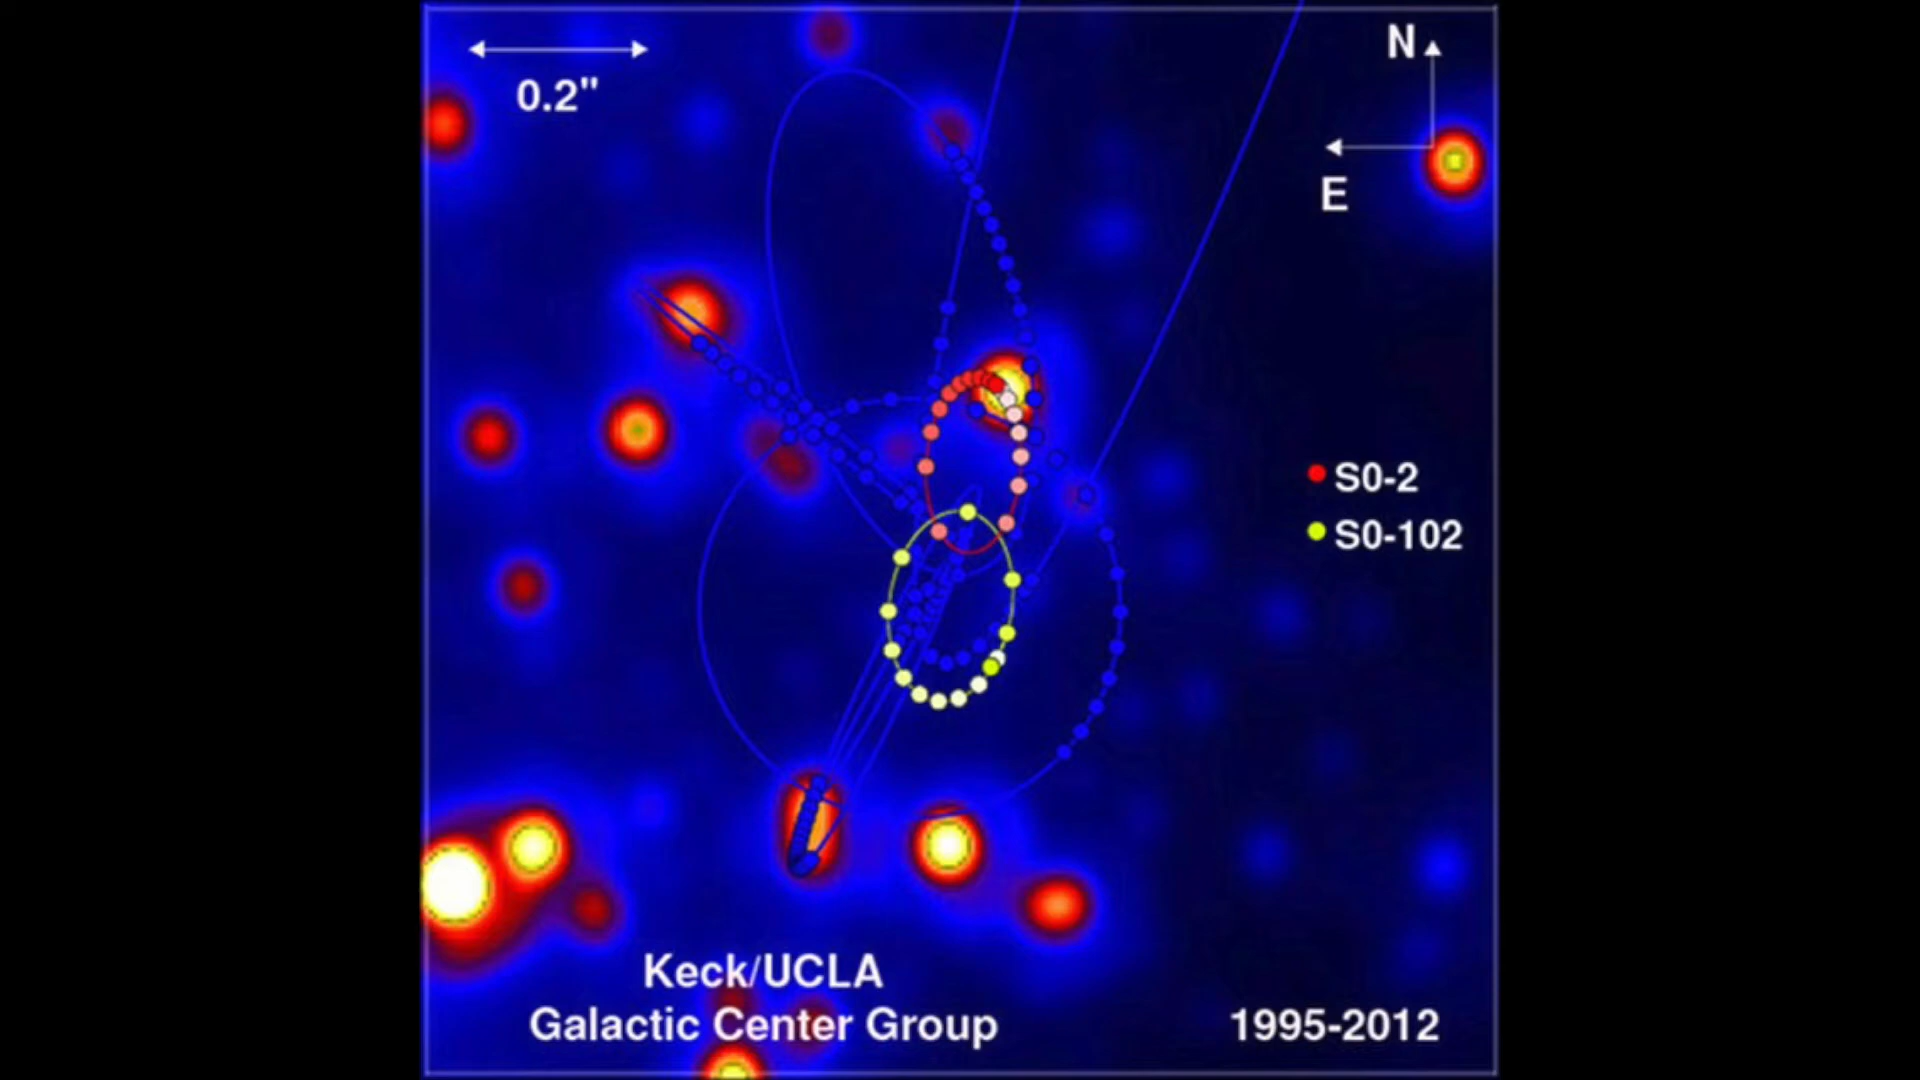 0.2"
N
E
S0-2
S0-102
Keck/UCLA
Galactic Center Group
1995-2012